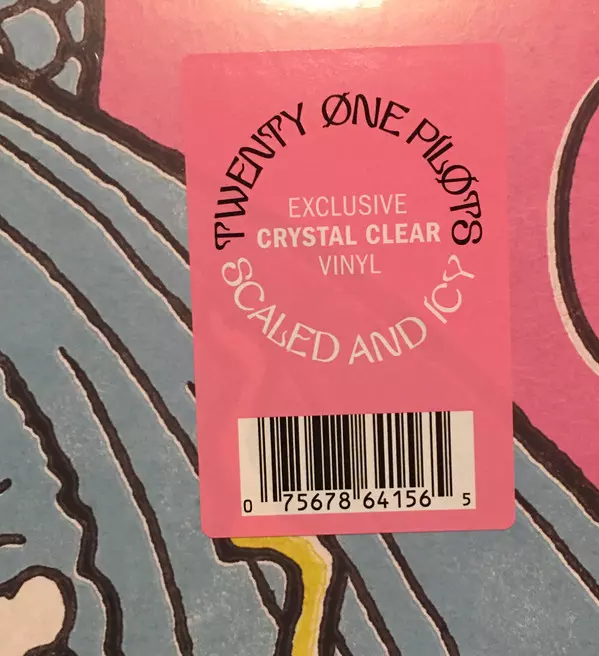 TWENTY ØNE PILØTS
EXCLUSIVE
CRYSTAL CLEAR
VINYL
SCALED AND ICY
0 75678 64156 5